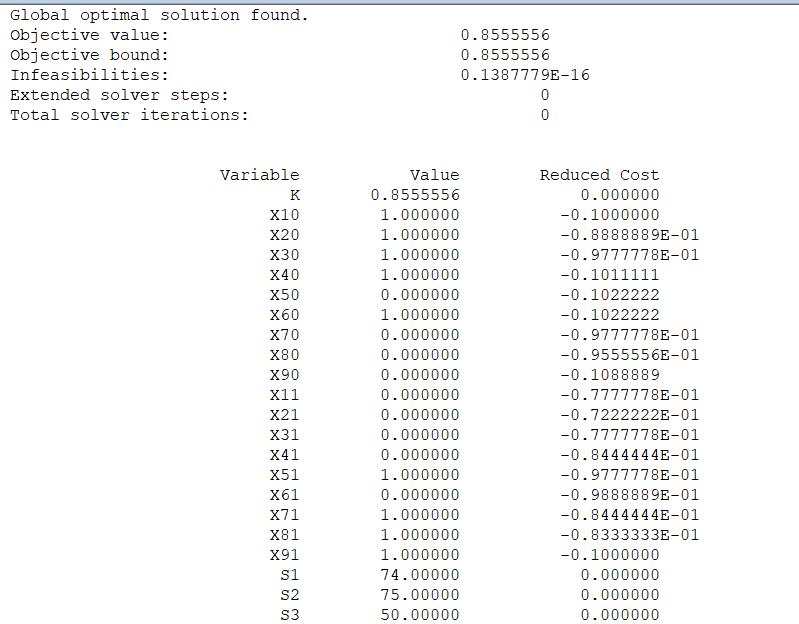 Global optimal solution found.
Objective value: 0.8555556
Objective bound: 0.8555556
Infeasibilities: 0.1387779E-16
Extended solver steps: 0
Total solver iterations: 0
Variable Value Reduced Cost
K 0.8555556 0.000000
X10 1.000000 -0.1000000
X20 1.000000 -0.8888889E-01
X30 1.000000 -0.9777778E-01
X40 1.000000 -0.1011111
X50 0.000000 -0.1022222
X60 1.000000 -0.1022222
X70 0.000000 -0.9777778E-01
X80 0.000000 -0.9555556E-01
X90 0.000000 -0.1088889
X11 0.000000 -0.7777778E-01
X21 0.000000 -0.7222222E-01
X31 0.000000 -0.7777778E-01
X41 0.000000 -0.8444444E-01
X51 1.000000 -0.9777778E-01
X61 0.000000 -0.9888889E-01
X71 1.000000 -0.8444444E-01
X81 1.000000 -0.8333333E-01
X91 1.000000 -0.1000000
S1 74.00000 0.000000
S2 75.00000 0.000000
S3 50.00000 0.000000